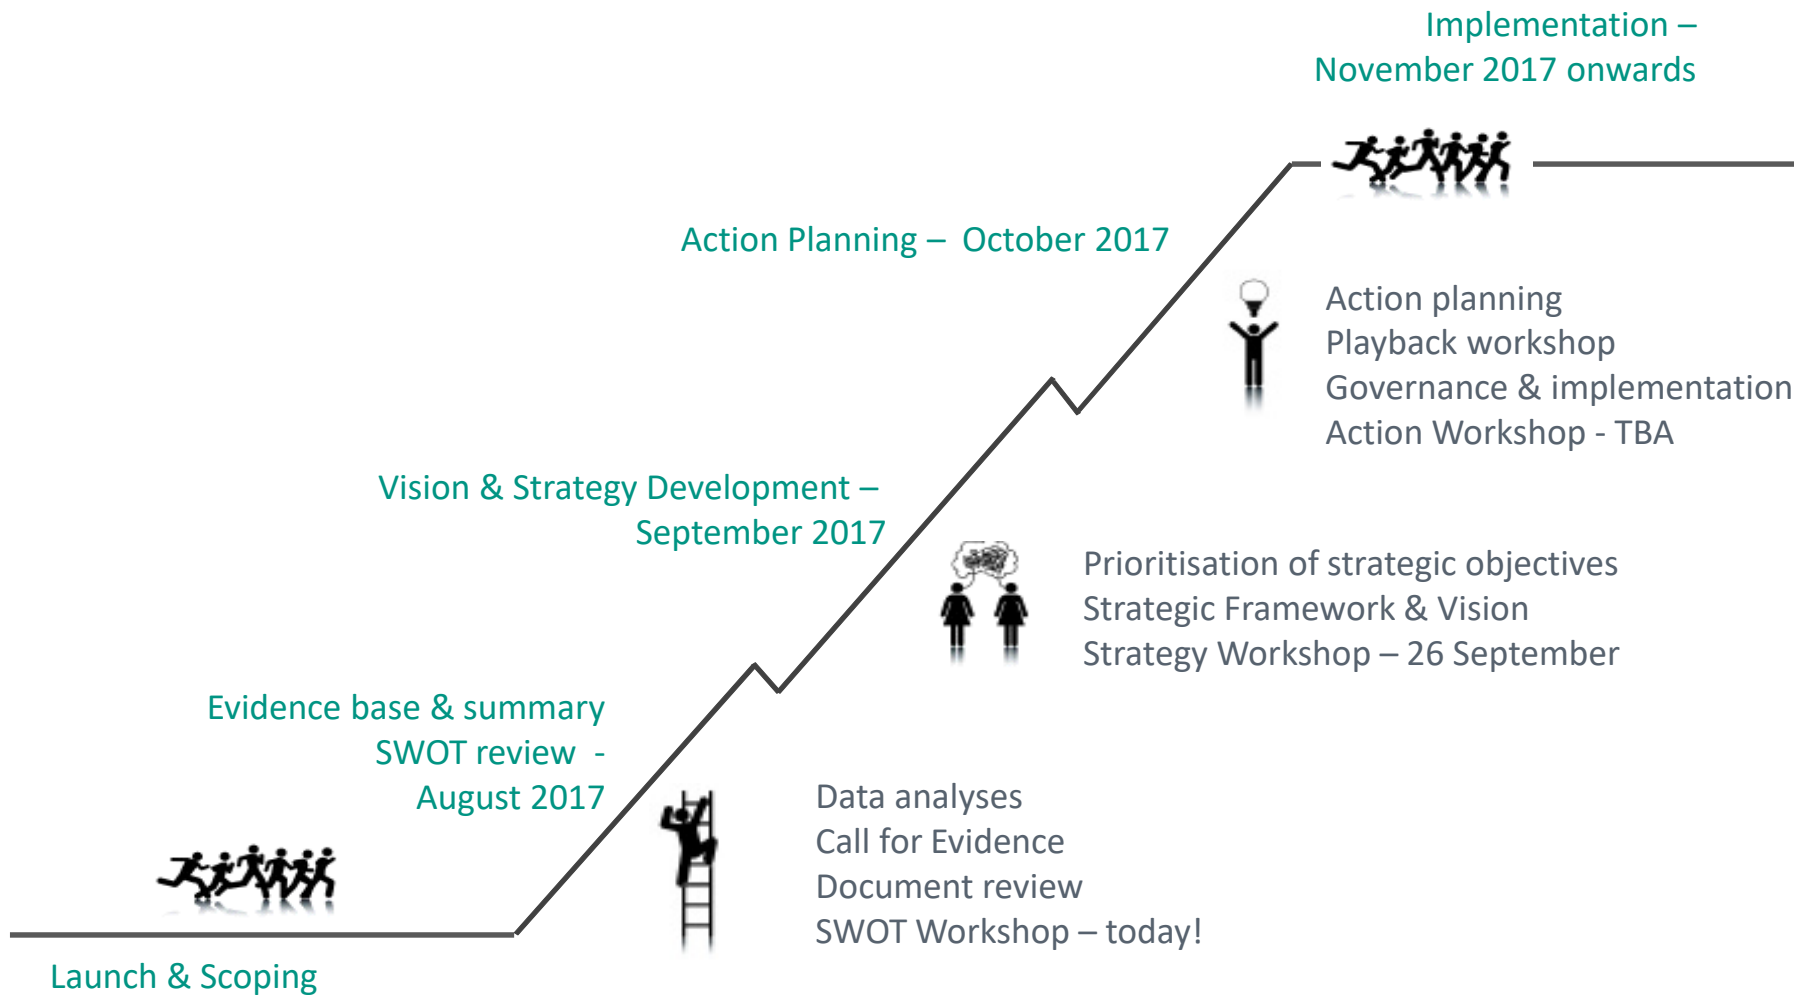 Implementation –
November 2017 onwards
Action Planning –  October 2017
Action planning
Playback workshop
Governance & implementation
Action Workshop - TBA
Vision & Strategy Development –
September 2017
Prioritisation of strategic objectives
Strategic Framework & Vision
Strategy Workshop – 26 September
Evidence base & summary
SWOT review  -
August 2017
Data analyses
Call for Evidence
Document review
SWOT Workshop – today!
Launch & Scoping